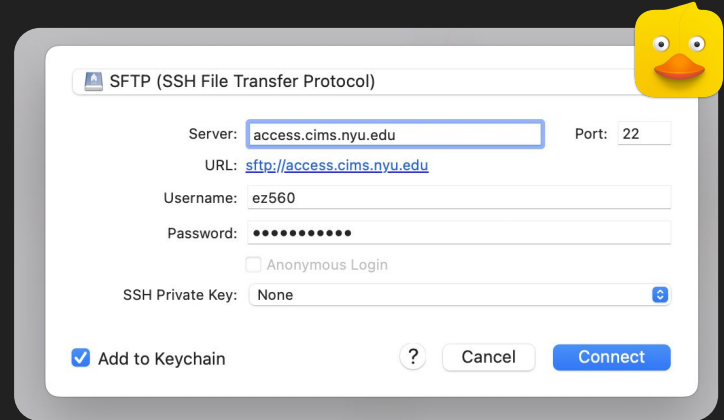 SFTP (SSH File Transfer Protocol)
Server: access.cims.nyu.edu Port: 22
URL: sftp://access.cims.nyu.edu
Username: ez560
Password: •••••••••••
Anonymous Login
SSH Private Key: None
Add to Keychain ? Cancel Connect